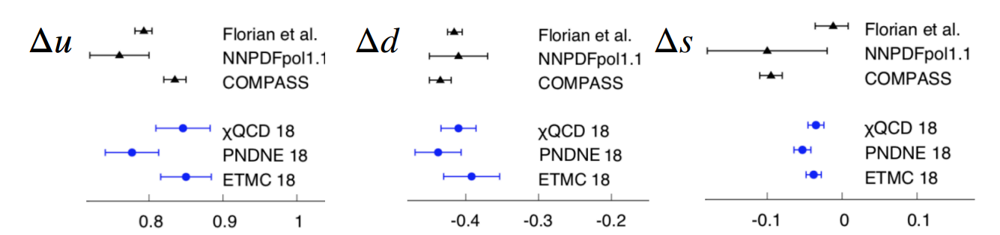 Δu
Florian et al.
NNPDFpol1.1
COMPASS
χQCD 18
PNDNE 18
ETMC 18
0.8 0.9 1
Δd
Florian et al.
NNPDFpol1.1
COMPASS
χQCD 18
PNDNE 18
ETMC 18
-0.4 -0.3 -0.2
Δs
Florian et al.
NNPDFpol1.1
COMPASS
χQCD 18
PNDNE 18
ETMC 18
-0.1 0 0.1